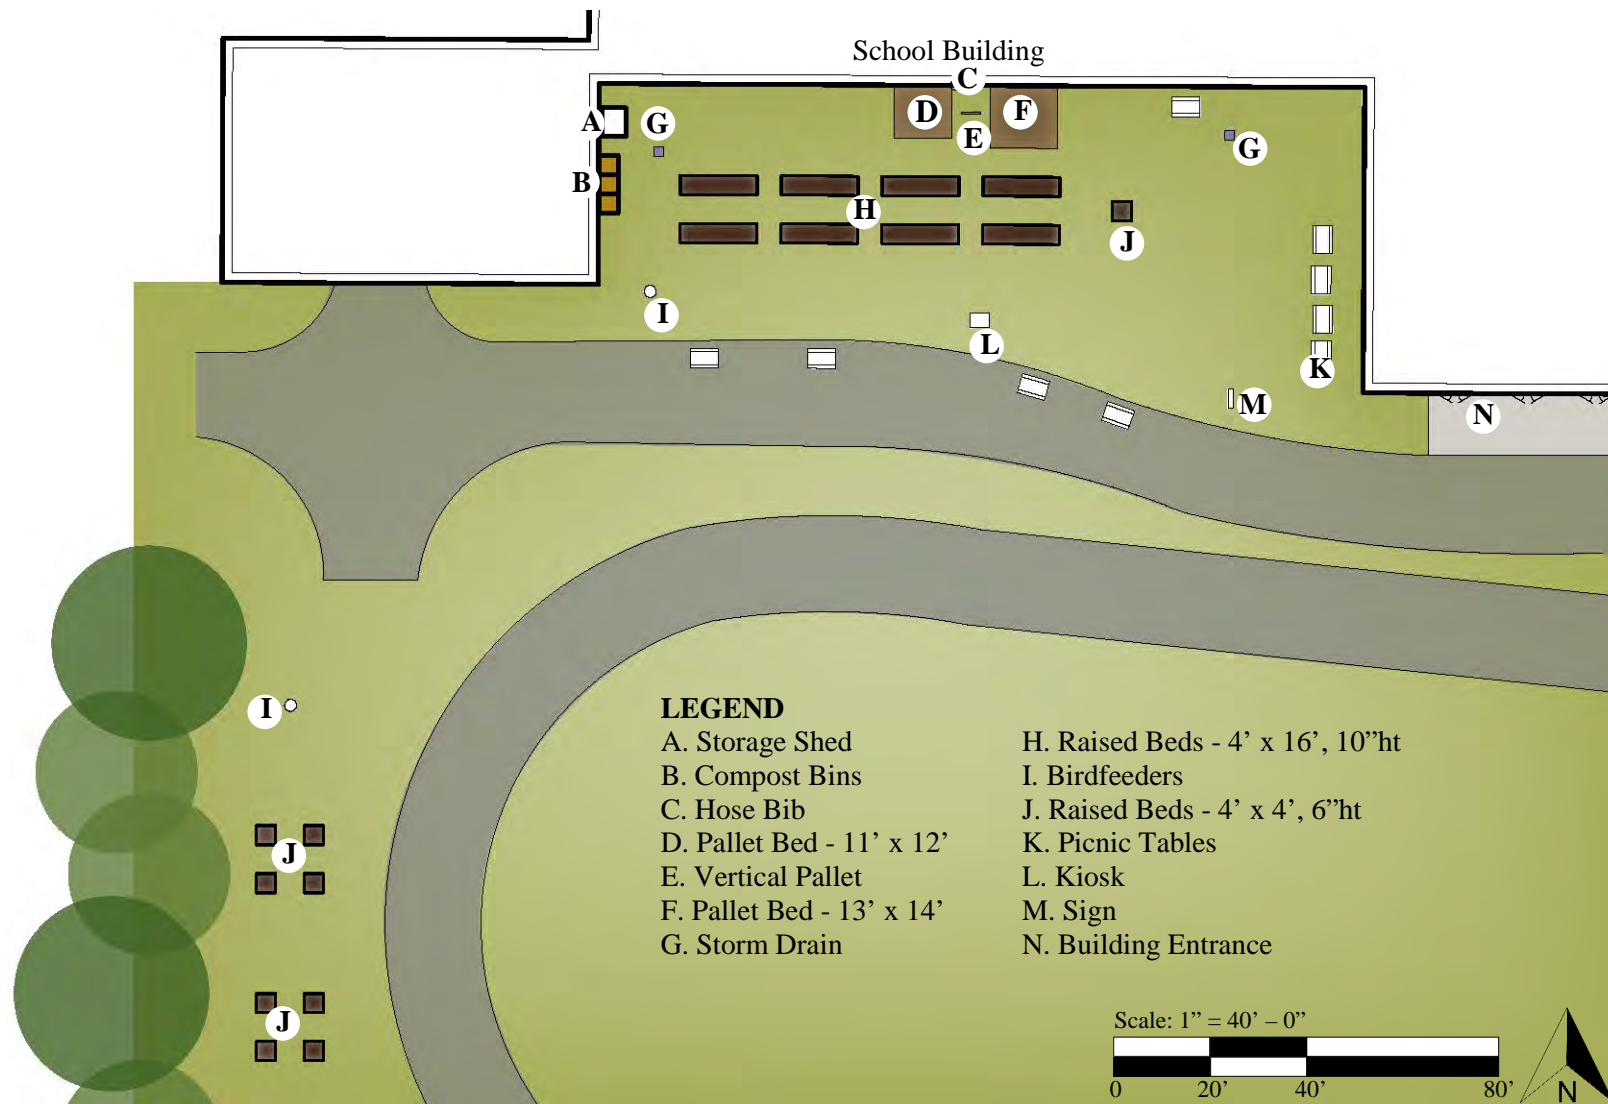 School Building
C
A
G
D
F
E
G
B
H
J
I
L
K
M
N
I
LEGEND
A. Storage Shed
B. Compost Bins
C. Hose Bib
D. Pallet Bed - 11’ x 12’
E. Vertical Pallet
F. Pallet Bed - 13’ x 14’
G. Storm Drain
H. Raised Beds - 4’ x 16’, 10”ht
I. Birdfeeders
J. Raised Beds - 4’ x 4’, 6”ht
K. Picnic Tables
L. Kiosk
M. Sign
N. Building Entrance
J
J
Scale: 1” = 40’ – 0”
0 20’ 40’ 80’
N